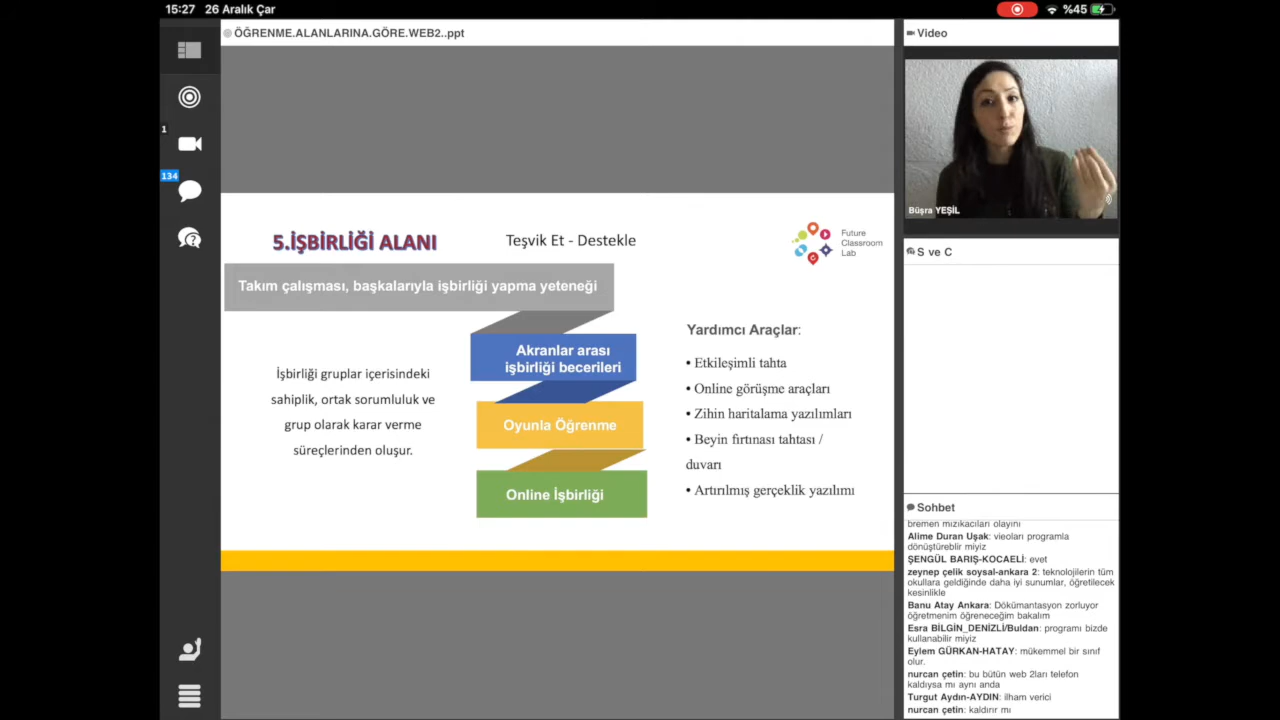 15:27 26 Aralık Çar
%45
ÖĞRENME.ALANLARINA.GÖRE.WEB2..ppt
1
134
5.İŞBİRLİĞİ ALANI
Teşvik Et - Destekle
Future
Classroom
Lab
Takım çalışması, başkalarıyla işbirliği yapma yeteneği
İşbirliği gruplar içerisindeki
sahiplik, ortak sorumluluk ve
grup olarak karar verme
süreçlerinden oluşur.
Akranlar arası
işbirliği becerileri
Oyunla Öğrenme
Online İşbirliği
Yardımcı Araçlar:
• Etkileşimli tahta
• Online görüşme araçları
• Zihin haritalama yazılımları
• Beyin fırtınası tahtası /
duvarı
• Artırılmış gerçeklik yazılımı
Video
Büşra YEŞİL
S ve C
Sohbet
bremen mızıkacıları olayını
Alime Duran Uşak: vieoları programla
dönüştüreblir miyiz
ŞENGÜL BARIŞ-KOCAELİ: evet
zeynep çelik soysal-ankara 2: teknolojilerin tüm
okullara geldiğinde daha iyi sunumlar, öğretilecek
kesinlikle
Banu Atay Ankara: Dökümantasyon zorluyor
öğretmenim öğreneceğim bakalım
Esra BİLGİN_DENİZLİ/Buldan: programı bizde
kullanabilir miyiz
Eylem GÜRKAN-HATAY: mükemmel bir sınıf
olur.
nurcan çetin: bu bütün web 2ları telefon
kaldıysa mı aynı anda
Turgut Aydın-AYDIN: ilham verici
nurcan çetin: kaldırır mı